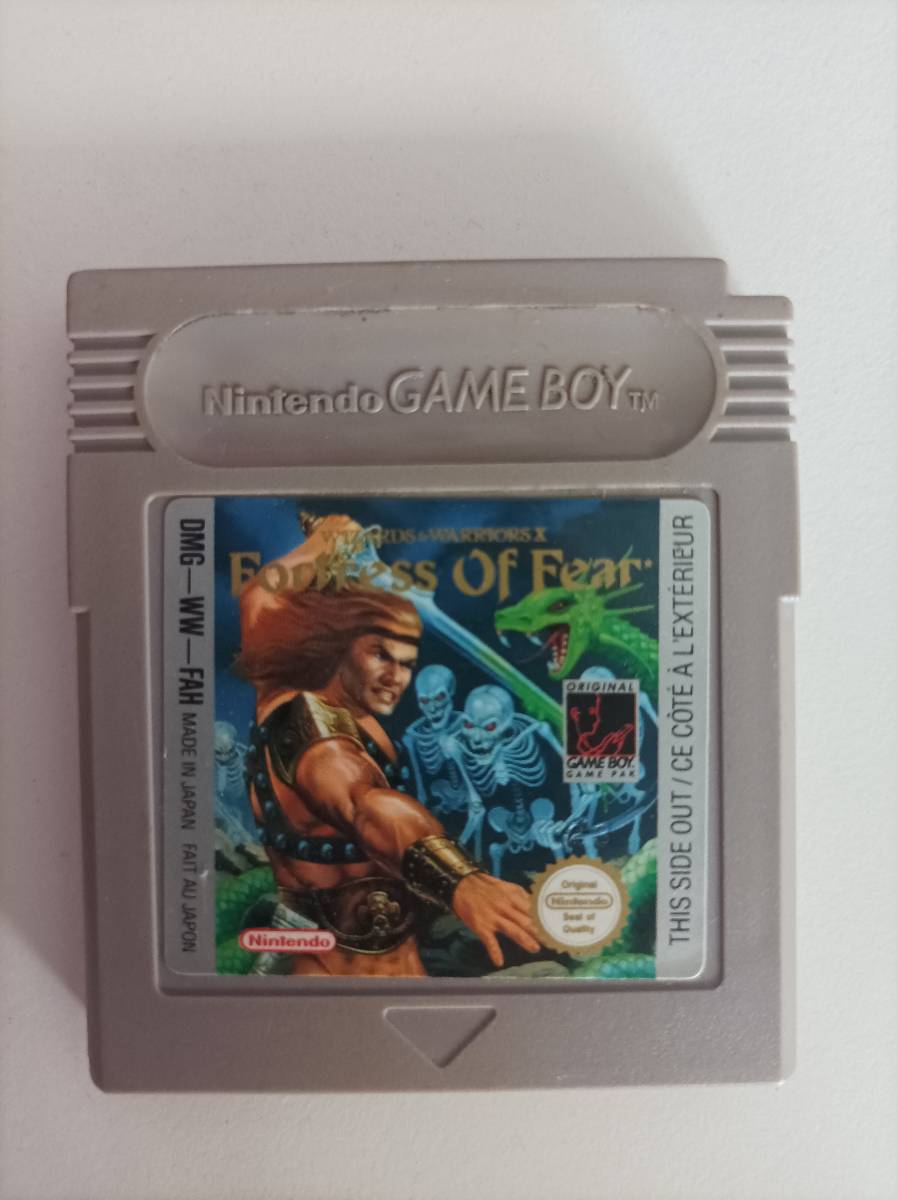 Nintendo GAME BOY TM
WIZARDS & WARRIORS X
Fortress Of Fear™
DMG—WW—FAH MADE IN JAPAN FAIT AU JAPON
ORIGINAL
GAME BOY
GAME PAK
Original
Nintendo
Seal of
Quality
Nintendo
THIS SIDE OUT / CE CÔTÉ À L'EXTÉRIEUR